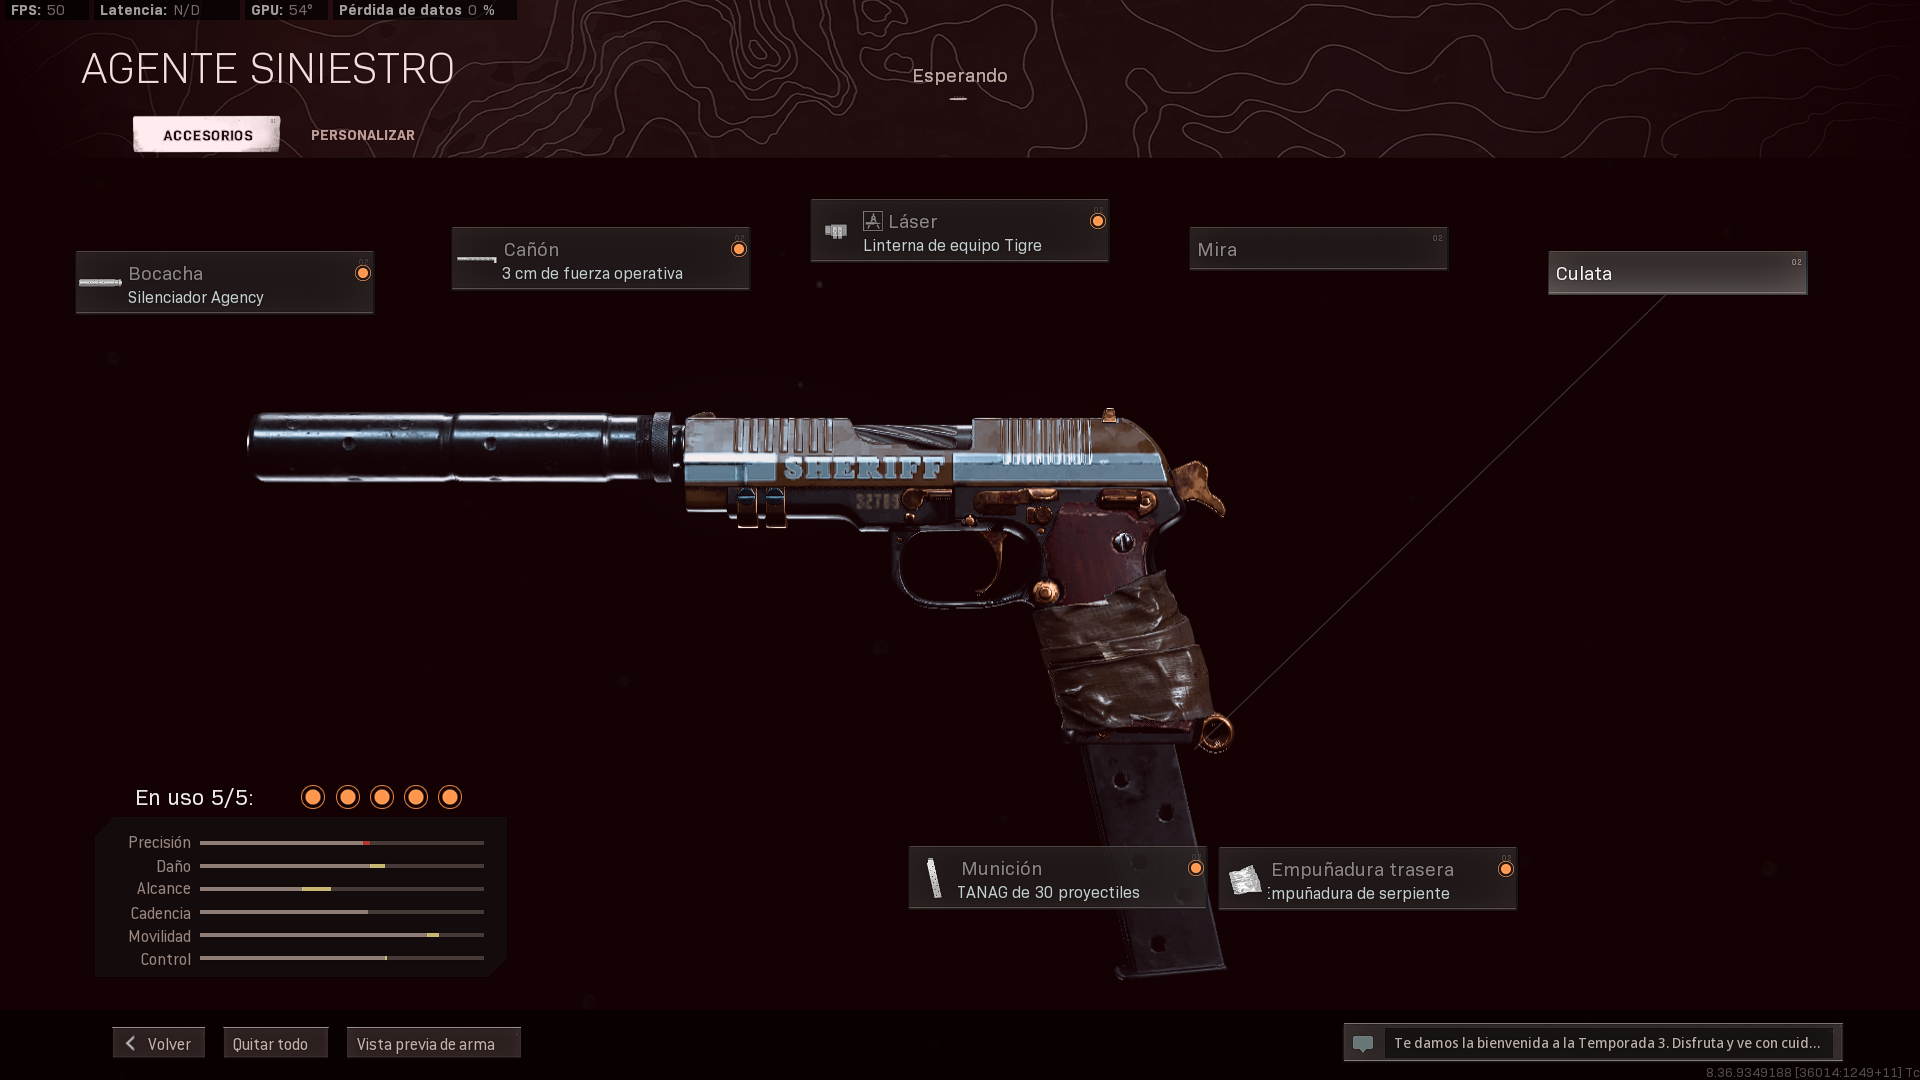 FPS: 50 Latencia: N/D GPU: 54° Pérdida de datos 0 %
AGENTE SINIESTRO
Esperando
ACCESORIOS PERSONALIZAR
Bocacha
Silenciador Agency
Cañón
3 cm de fuerza operativa
Láser
Linterna de equipo Tigre
Mira
02
Culata
02
SHERIFF
En uso 5/5:
Precisión
Daño
Alcance
Cadencia
Movilidad
Control
Munición
TANAG de 30 proyectiles
Empuñadura trasera
Empuñadura de serpiente
Volver
Quitar todo
Vista previa de arma
Te damos la bienvenida a la Temporada 3. Disfruta y ve con cuid...
8.36.9349188 [36014:1249+11] Tc